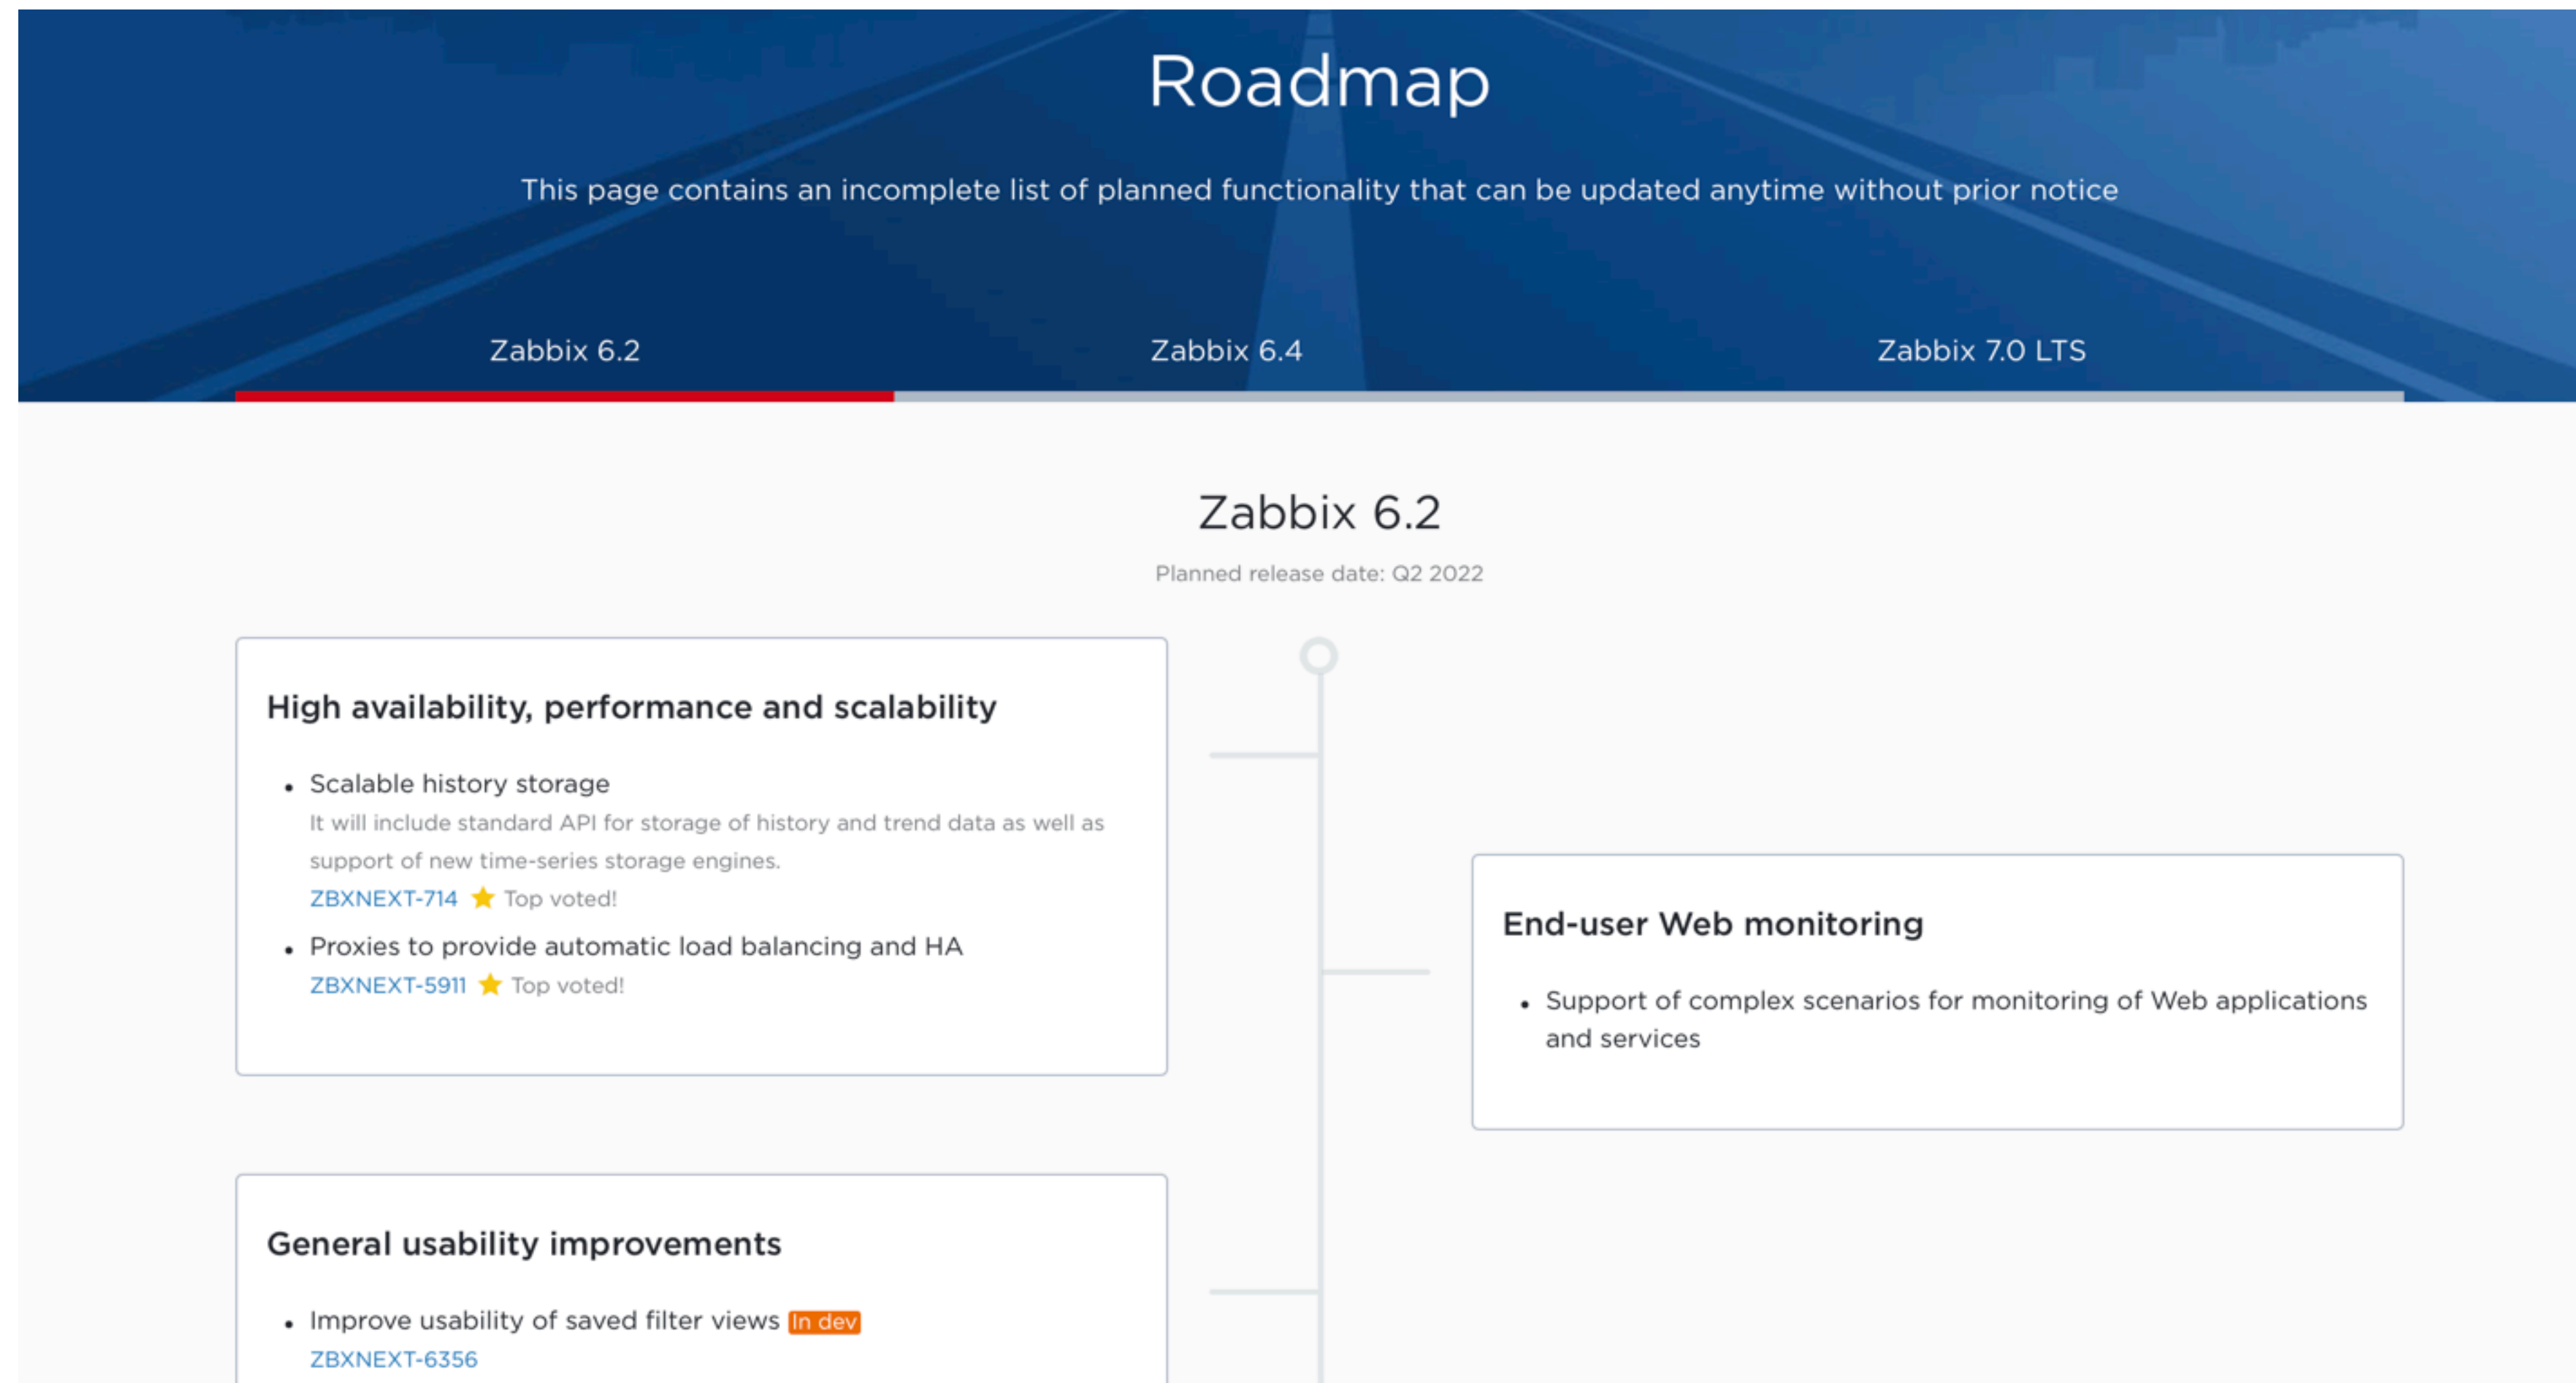 Roadmap
This page contains an incomplete list of planned functionality that can be updated anytime without prior notice
Zabbix 6.2
Zabbix 6.4
Zabbix 7.0 LTS
Zabbix 6.2
Planned release date: Q2 2022
High availability, performance and scalability
• Scalable history storage
It will include standard API for storage of history and trend data as well as
support of new time-series storage engines.
ZBXNEXT-714 ★ Top voted!
• Proxies to provide automatic load balancing and HA
ZBXNEXT-5911 ★ Top voted!
End-user Web monitoring
• Support of complex scenarios for monitoring of Web applications
and services
General usability improvements
• Improve usability of saved filter views In dev
ZBXNEXT-6356